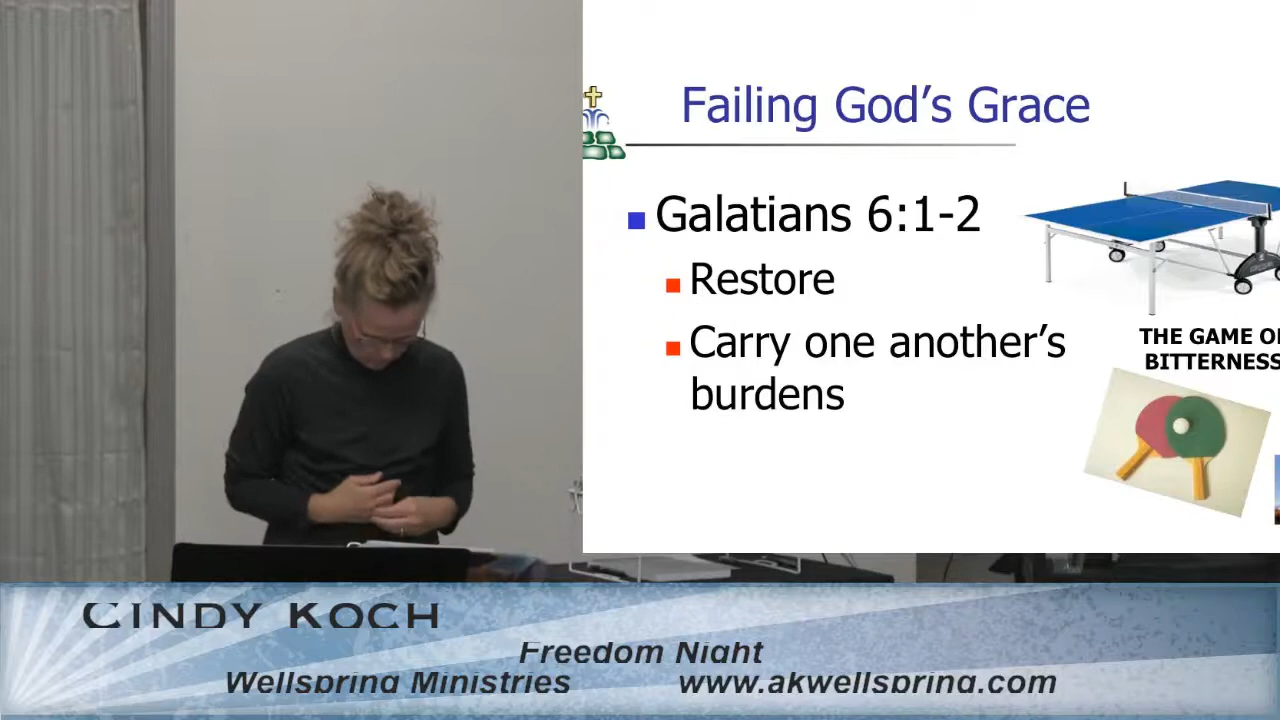 Failing God's Grace
Galatians 6:1-2
Restore
Carry one another's
burdens
THE GAME O
BITTERNESS
CINDY KOCH
Freedom Night
Wellspring Ministries www.akwellspring.com